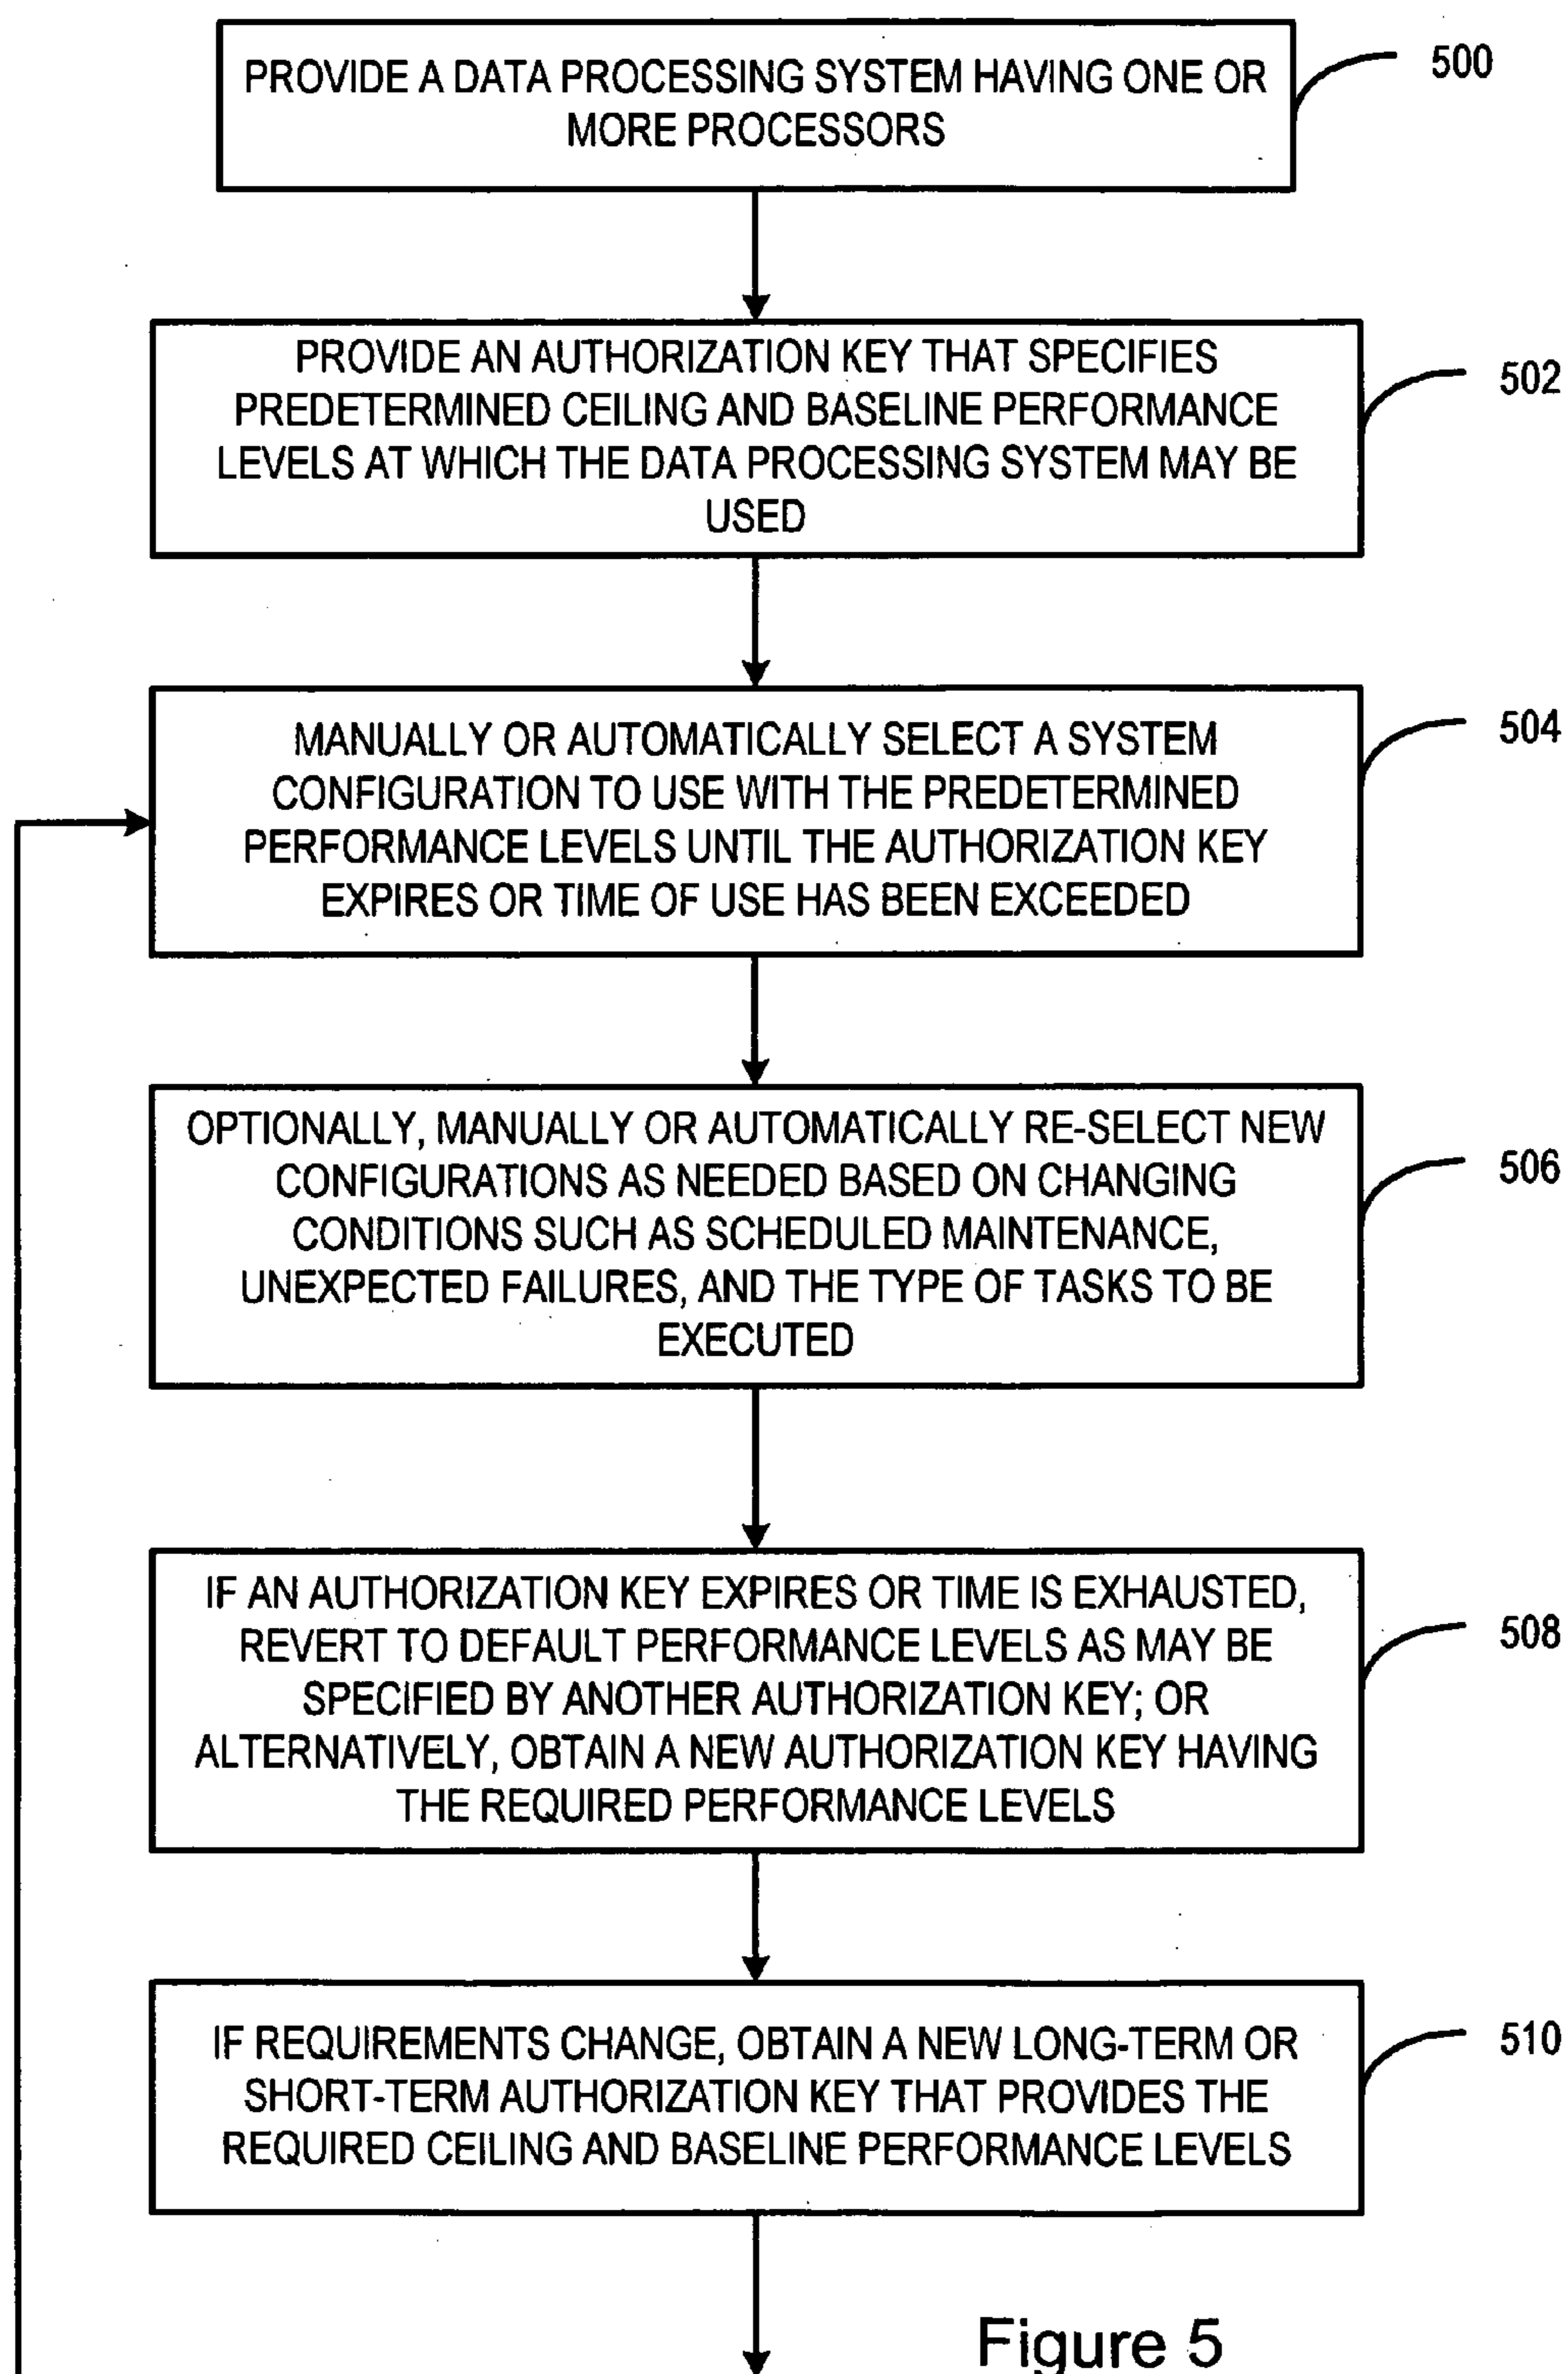 PROVIDE A DATA PROCESSING SYSTEM HAVING ONE OR
MORE PROCESSORS
500
PROVIDE AN AUTHORIZATION KEY THAT SPECIFIES
PREDETERMINED CEILING AND BASELINE PERFORMANCE
LEVELS AT WHICH THE DATA PROCESSING SYSTEM MAY BE
USED
502
MANUALLY OR AUTOMATICALLY SELECT A SYSTEM
CONFIGURATION TO USE WITH THE PREDETERMINED
PERFORMANCE LEVELS UNTIL THE AUTHORIZATION KEY
EXPIRES OR TIME OF USE HAS BEEN EXCEEDED
504
OPTIONALLY, MANUALLY OR AUTOMATICALLY RE-SELECT NEW
CONFIGURATIONS AS NEEDED BASED ON CHANGING
CONDITIONS SUCH AS SCHEDULED MAINTENANCE,
UNEXPECTED FAILURES, AND THE TYPE OF TASKS TO BE
EXECUTED
506
IF AN AUTHORIZATION KEY EXPIRES OR TIME IS EXHAUSTED,
REVERT TO DEFAULT PERFORMANCE LEVELS AS MAY BE
SPECIFIED BY ANOTHER AUTHORIZATION KEY; OR
ALTERNATIVELY, OBTAIN A NEW AUTHORIZATION KEY HAVING
THE REQUIRED PERFORMANCE LEVELS
508
IF REQUIREMENTS CHANGE, OBTAIN A NEW LONG-TERM OR
SHORT-TERM AUTHORIZATION KEY THAT PROVIDES THE
REQUIRED CEILING AND BASELINE PERFORMANCE LEVELS
510
Figure 5